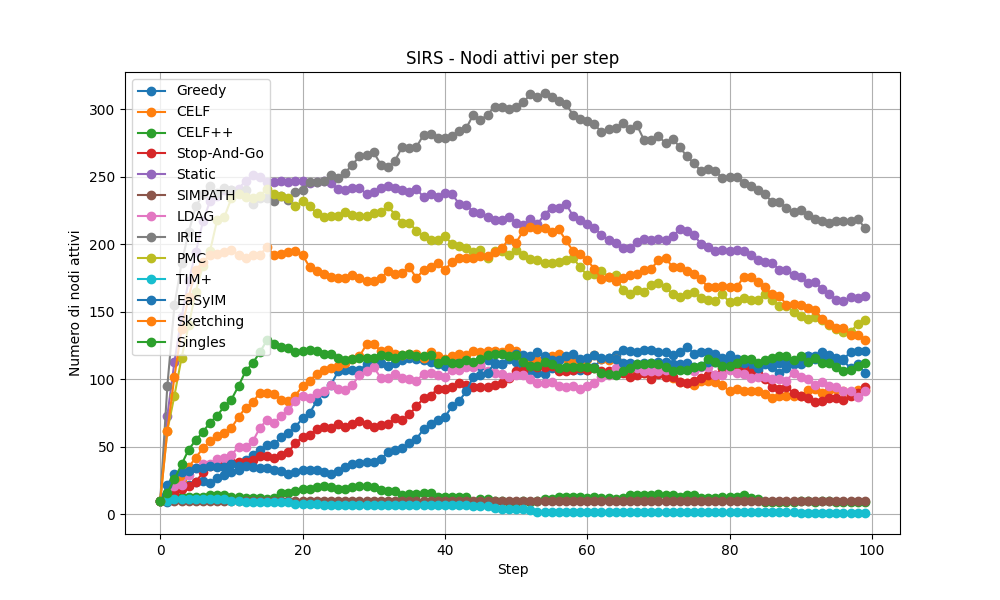 SIRS - Nodi attivi per step
Numero di nodi attivi
300
250
200
150
100
50
0
Greedy
CELF
CELF++
Stop-And-Go
Static
SIMPATH
LDAG
IRIE
PMC
TIM+
EaSyIM
Sketching
Singles
0 20 40 60 80 100
Step